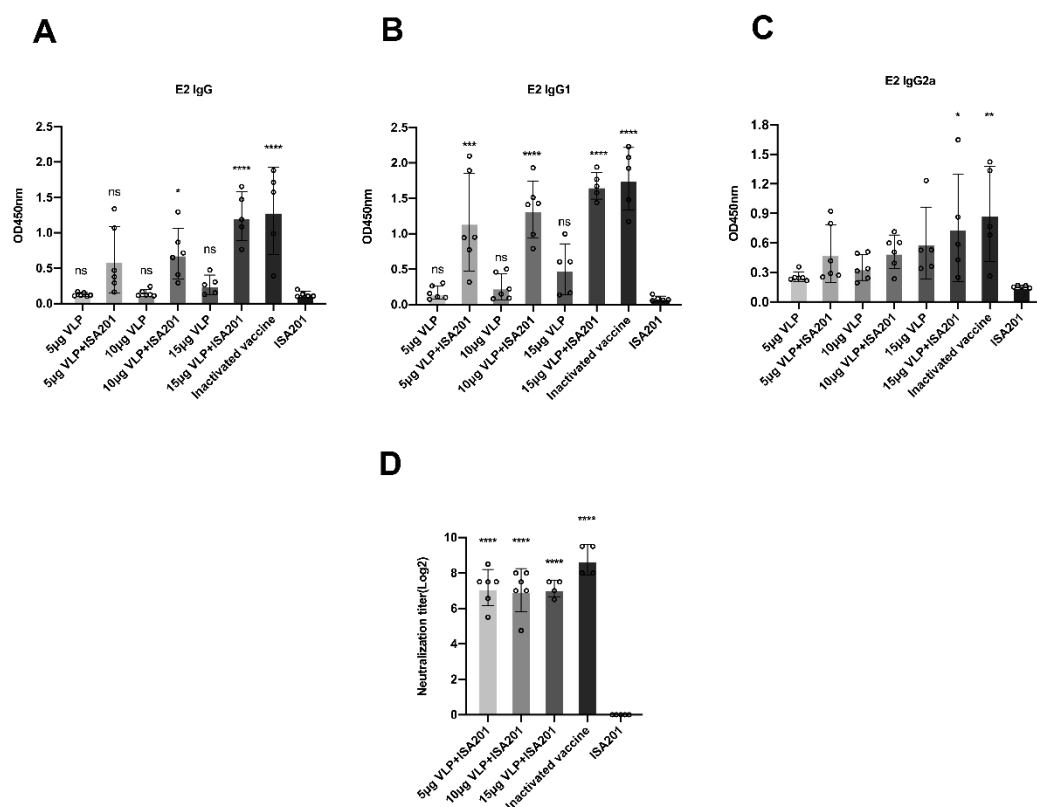 A
E2 IgG
OD450nm
2.5
2.0
1.5
1.0
0.5
0.0
ns
ns
ns
*
ns
****
****
5μg VLP
5μg VLP+ISA201
10μg VLP
10μg VLP+ISA201
15μg VLP
15μg VLP+ISA201
Inactivated vaccine
ISA201
B
E2 IgG1
OD450nm
2.5
2.0
1.5
1.0
0.5
0.0
ns
***
ns
****
ns
****
****
5μg VLP
5μg VLP+ISA201
10μg VLP
10μg VLP+ISA201
15μg VLP
15μg VLP+ISA201
Inactivated vaccine
ISA201
C
E2 IgG2a
OD450nm
1.8
1.5
1.2
0.9
0.6
0.3
0.0
*
**
5μg VLP
5μg VLP+ISA201
10μg VLP
10μg VLP+ISA201
15μg VLP
15μg VLP+ISA201
Inactivated vaccine
ISA201
D
Neutralization titer(Log2)
10
8
6
4
2
0
****
****
****
****
5μg VLP+ISA201
10μg VLP+ISA201
15μg VLP+ISA201
Inactivated vaccine
ISA201